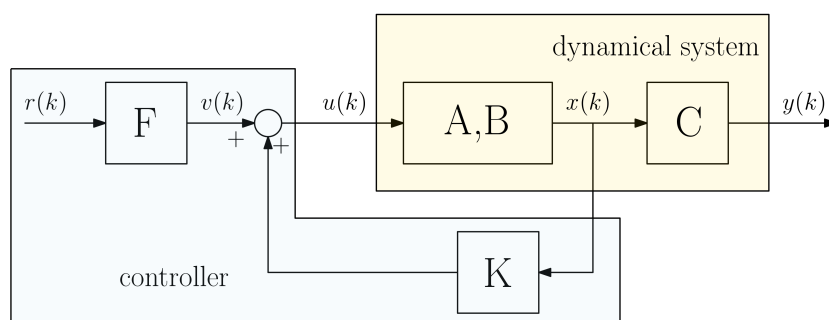 dynamical system
r(k) F v(k) + + u(k) A,B x(k) C y(k)
controller K